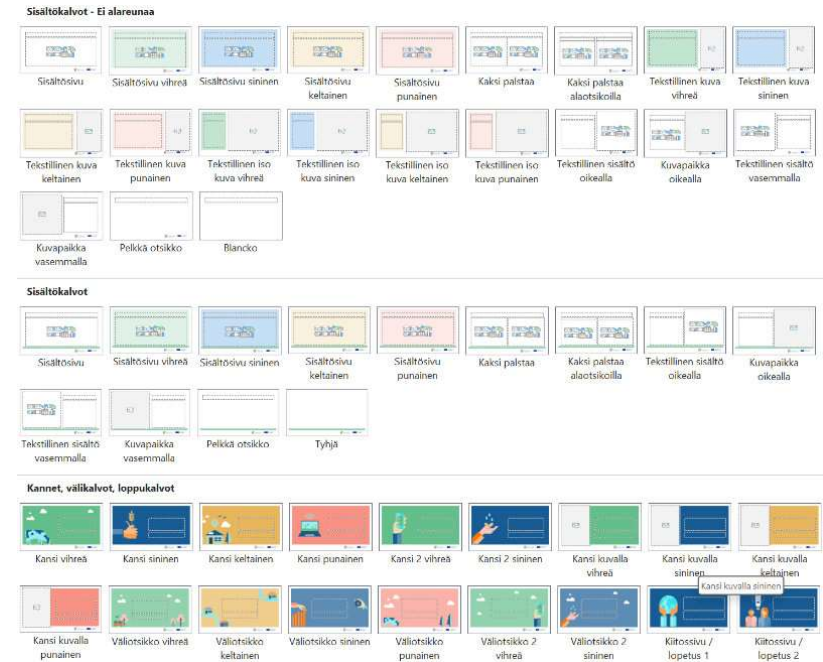 Sisältökalvot - Ei alareunaa
Sisältösivu
Sisältösivu vihreä
Sisältösivu sininen
Sisältösivu
keltainen
Sisältösivu
punainen
Kaksi palstaa
Kaksi palstaa
alaotsikoilla
Tekstillinen kuva
vihreä
Tekstillinen kuva
sininen
Tekstillinen kuva
keltainen
Tekstillinen kuva
punainen
Tekstillinen iso
kuva vihreä
Tekstillinen iso
kuva sininen
Tekstillinen iso
kuva keltainen
Tekstillinen iso
kuva punainen
Tekstillinen sisältö
oikealla
Kuvapaikka
oikealla
Tekstillinen sisältö
vasemmalla
Kuvapaikka
vasemmalla
Pelkkä otsikko
Blancko
Sisältökalvot
Sisältösivu
Sisältösivu vihreä
Sisältösivu sininen
Sisältösivu
keltainen
Sisältösivu
punainen
Kaksi palstaa
Kaksi palstaa
alaotsikoilla
Tekstillinen sisältö
oikealla
Kuvapaikka
oikealla
Tekstillinen sisältö
vasemmalla
Kuvapaikka
vasemmalla
Pelkkä otsikko
Tyhjä
Kannet, välikalvot, loppukalvot
Kansi vihreä
Kansi sininen
Kansi keltainen
Kansi punainen
Kansi 2 vihreä
Kansi 2 sininen
Kansi kuvalla
vihreä
Kansi kuvalla
sininen
Kansi kuvalla
keltainen
Kansi kuvalla sininen
Kansi kuvalla
punainen
Väliotsikko vihreä
Väliotsikko
keltainen
Väliotsikko sininen
Väliotsikko
punainen
Väliotsikko 2
vihreä
Väliotsikko 2
sininen
Kiitossivu /
lopetus 1
Kiitossivu /
lopetus 2